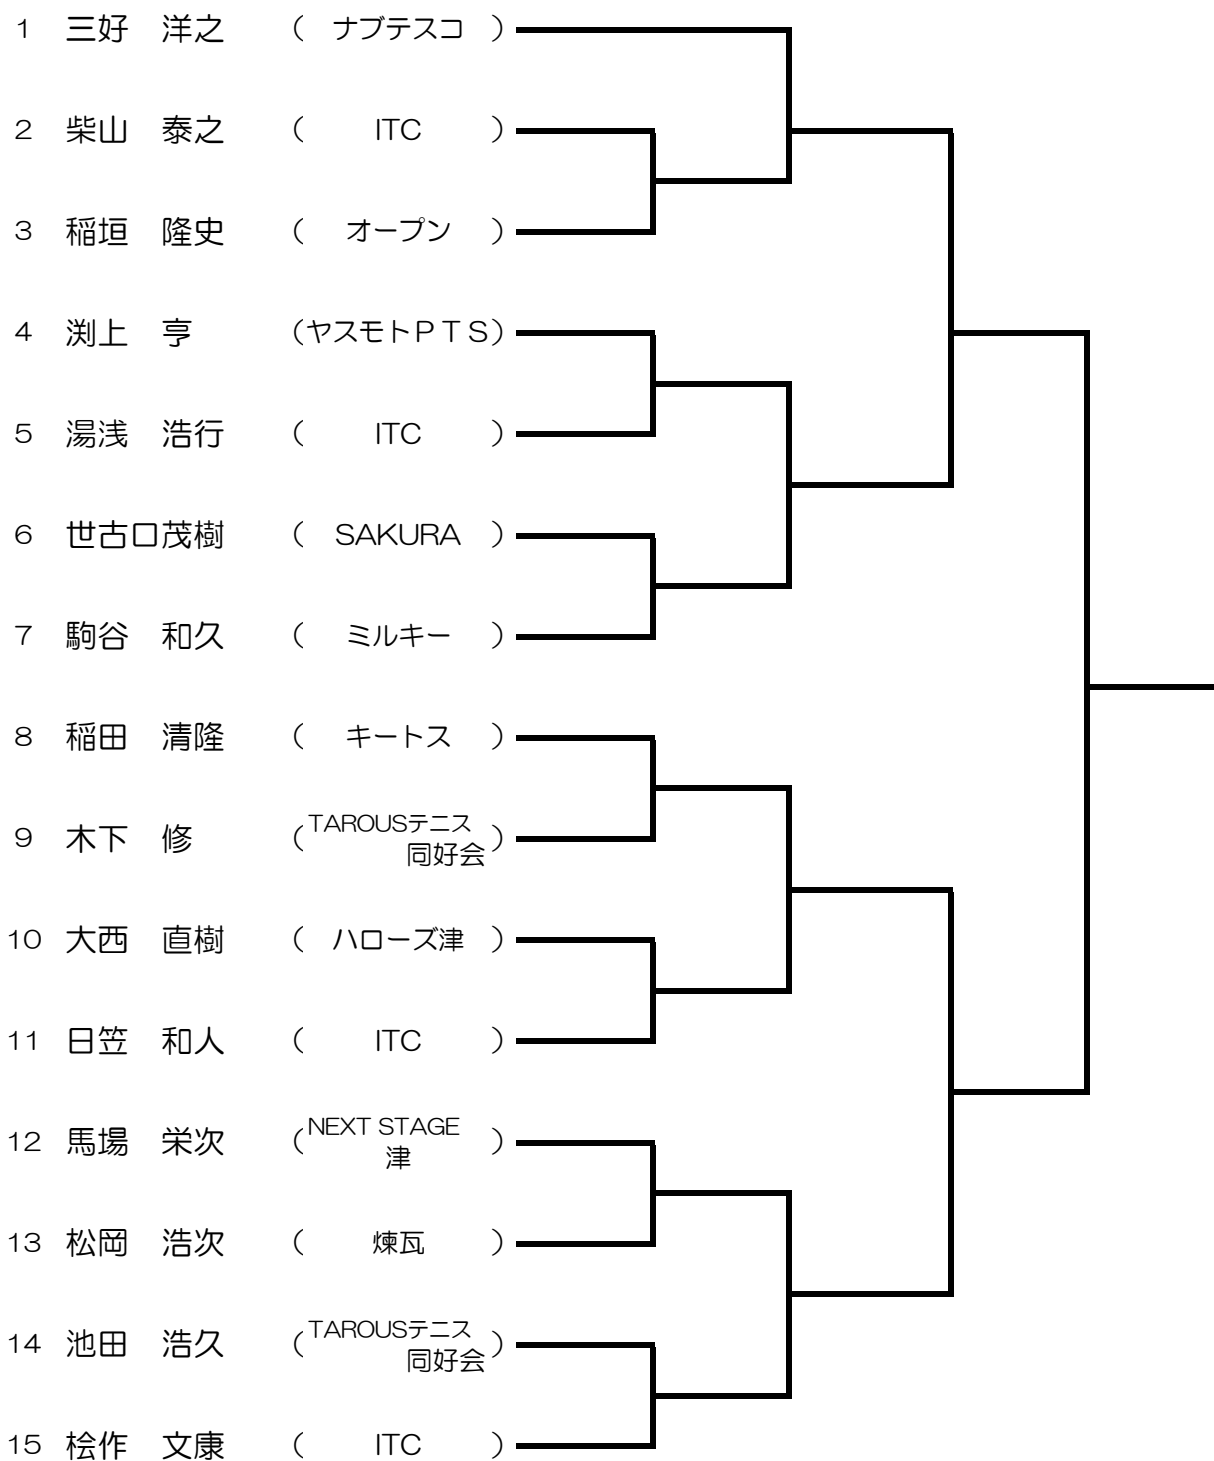 1 三好　洋之 （ ナブテスコ ）
2 柴山　泰之 （ ITC ）
3 稲垣　隆史 （ オープン ）
4 渕上　亨 （ヤスモトＰＴＳ）
5 湯浅　浩行 （ ITC ）
6 世古口茂樹 （ SAKURA ）
7 駒谷　和久 （ ミルキー ）
8 稲田　清隆 （ キートス ）
9 木下　修 （TAROUSテニス
同好会）
10 大西　直樹 （ ハローズ津 ）
11 日笠　和人 （ ITC ）
12 馬場　栄次 （NEXT STAGE
津 ）
13 松岡　浩次 （ 煉瓦 ）
14 池田　浩久 （TAROUSテニス
同好会）
15 桧作　文康 （ ITC ）